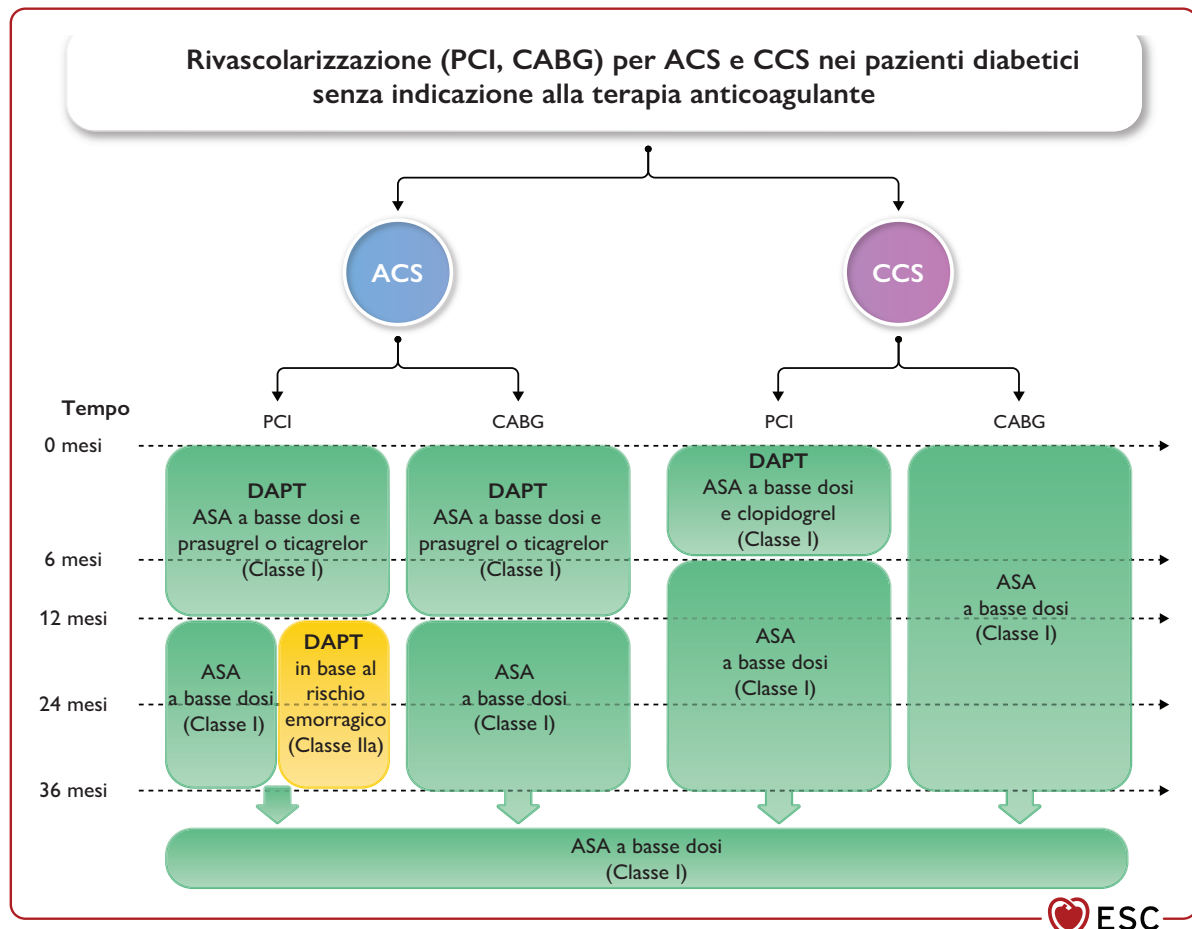 Rivascolarizzazione (PCI, CABG) per ACS e CCS nei pazienti diabetici
senza indicazione alla terapia anticoagulante
ACS
CCS
Tempo
PCI
CABG
PCI
CABG
0 mesi
6 mesi
12 mesi
24 mesi
36 mesi
DAPT
ASA a basse dosi e
prasugrel o ticagrelor
(Classe I)
ASA
a basse dosi
(Classe I)
DAPT
in base al
rischio
emorragico
(Classe IIa)
DAPT
ASA a basse dosi e
prasugrel o ticagrelor
(Classe I)
ASA
a basse dosi
(Classe I)
DAPT
ASA a basse dosi
e clopidogrel
(Classe I)
ASA
a basse dosi
(Classe I)
ASA
a basse dosi
(Classe I)
ASA a basse dosi
(Classe I)
ESC